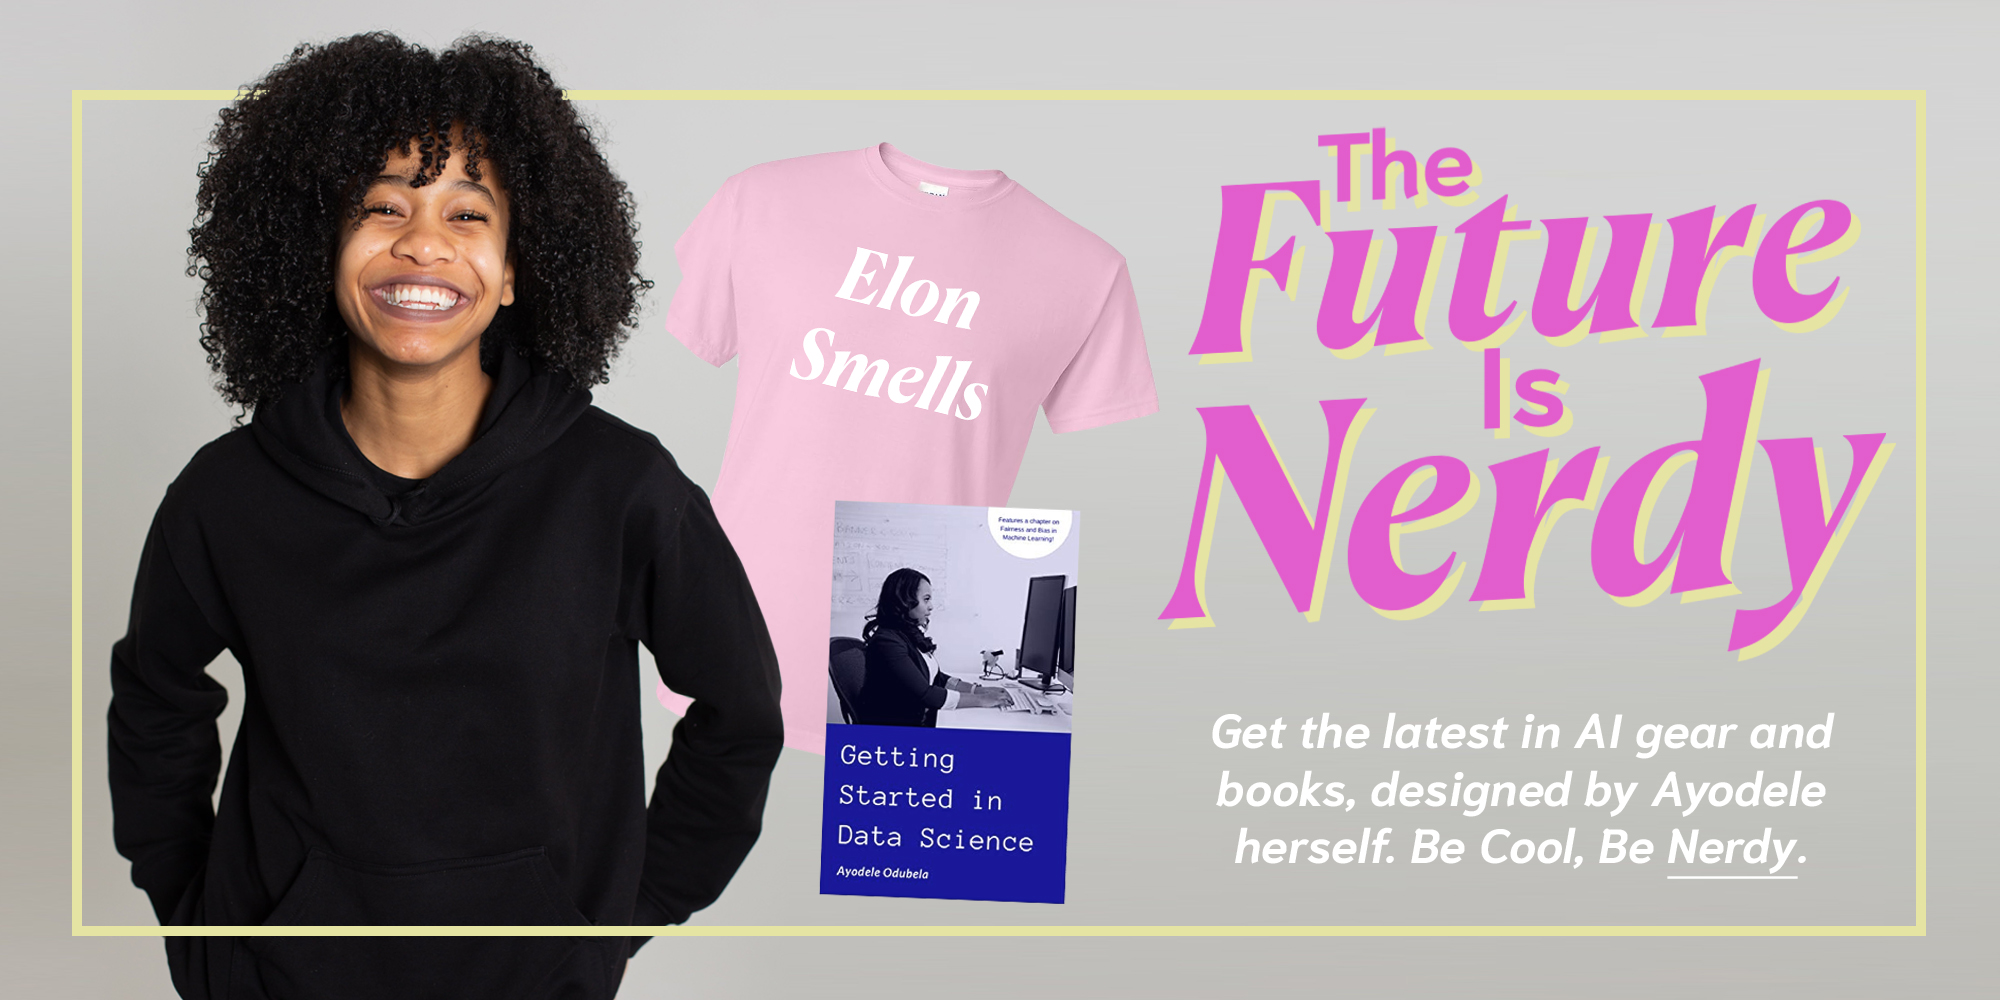 Elon
Smells
Features a chapter on
Fairness and Bias in
Machine Learning!
Getting
Started in
Data Science
Ayodele Odubela
The
Future
Is
Nerdy
Get the latest in AI gear and
books, designed by Ayodele
herself. Be Cool, Be Nerdy.